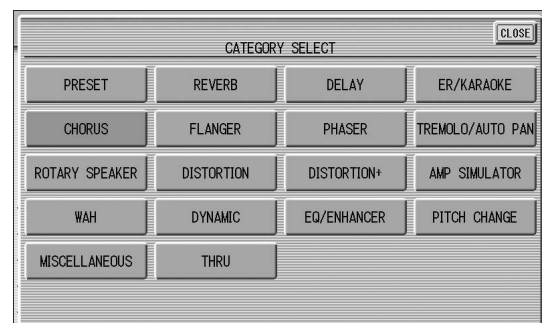 CLOSE
CATEGORY SELECT
PRESET REVERB DELAY ER/KARAOKE
CHORUS FLANGER PHASER TREMOLO/AUTO PAN
ROTARY SPEAKER DISTORTION DISTORTION+ AMP SIMULATOR
WAH DYNAMIC EQ/ENHANCER PITCH CHANGE
MISCELLANEOUS THRU